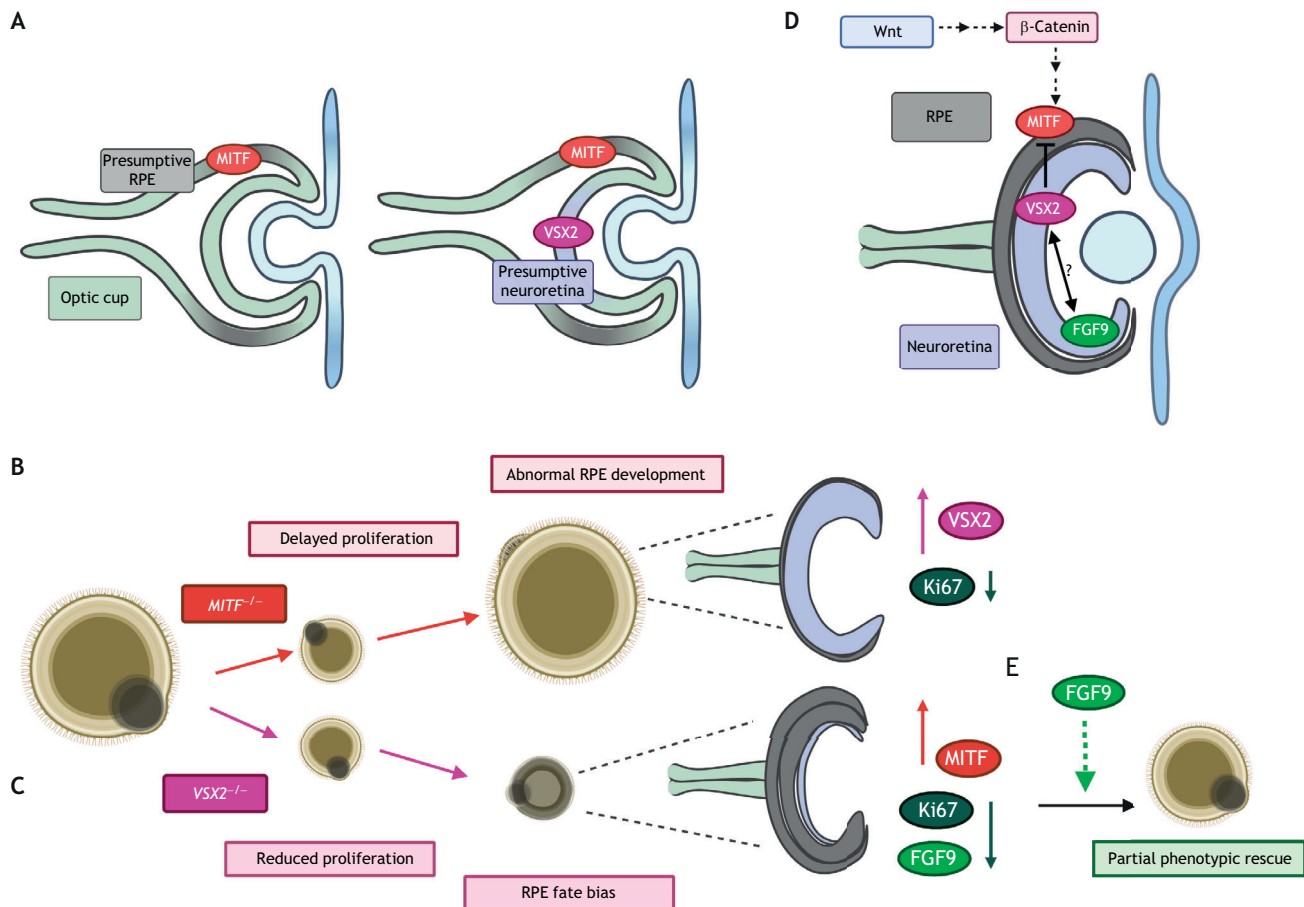 A
Presumptive
RPE
MITF
Optic cup
MITF
VSX2
Presumptive
neuroretina
D
Wnt
β-Catenin
RPE
MITF
VSX2
?
FGF9
Neuroretina
B
Abnormal RPE development
Delayed proliferation
MITF−/−
VSX2
Ki67
C
VSX2−/−
Reduced proliferation
RPE fate bias
MITF
Ki67
FGF9
E
FGF9
Partial phenotypic rescue